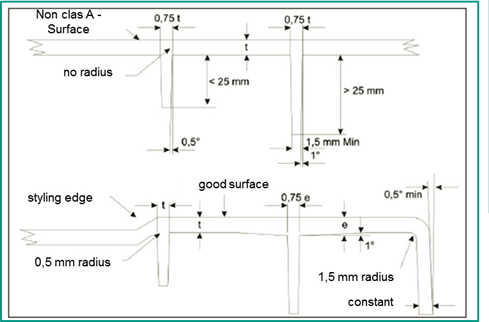 Non clas A -
Surface
0,75 t
0,75 t
t
no radius
< 25 mm
> 25 mm
0,5°
1,5 mm Min
1°
good surface
0,5° min
styling edge
t
0,75 e
t
e
1°
0,5 mm radius
1,5 mm radius
constant